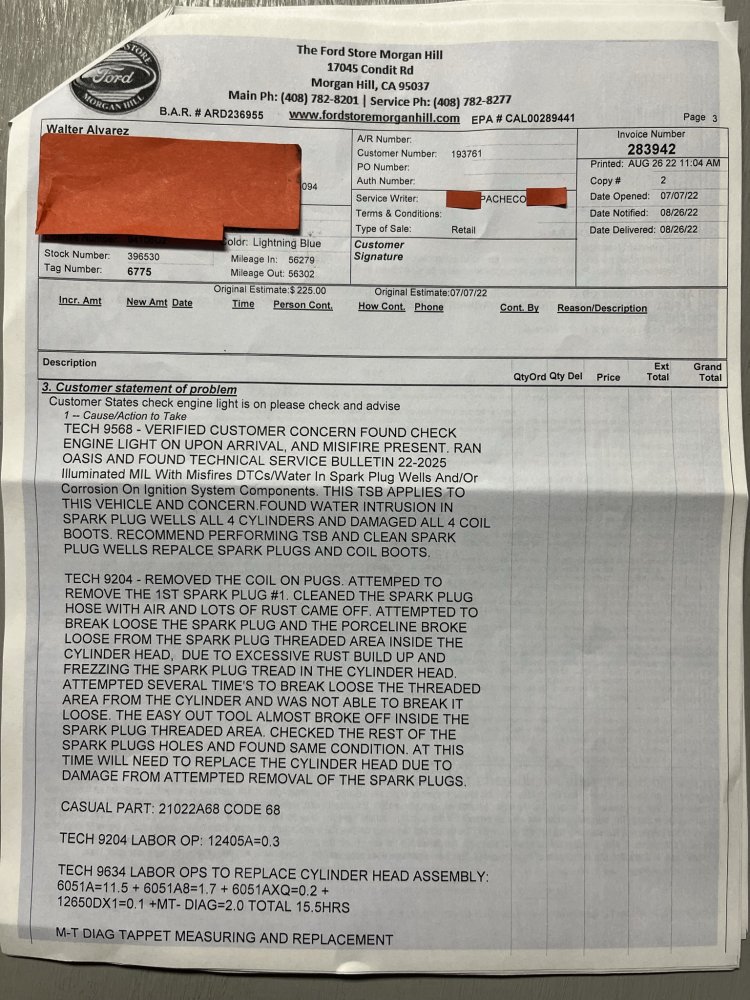 STORE
Ford
MORGAN HILL
The Ford Store Morgan Hill
17045 Condit Rd
Morgan Hill, CA 95037
Main Ph: (408) 782-8201 | Service Ph: (408) 782-8277
B.A.R. # ARD236955 www.fordstoremorganhill.com EPA # CAL00289441
Page 3
Walter Alvarez
094
Color: Lightning Blue
Stock Number: 396530 Mileage In: 56279
Tag Number: 6775 Mileage Out: 56302
A/R Number:
Customer Number: 193761
PO Number:
Auth Number:
Service Writer: PACHECO
Terms & Conditions:
Type of Sale: Retail
Customer
Signature
Invoice Number
283942
Printed: AUG 26 22 11:04 AM
Copy # 2
Date Opened: 07/07/22
Date Notified: 08/26/22
Date Delivered: 08/26/22
Original Estimate:$ 225.00 Original Estimate:07/07/22
Incr. Amt New Amt Date Time Person Cont. How Cont. Phone Cont. By Reason/Description
Description QtyOrd Qty Del Price Ext Total Grand Total
3. Customer statement of problem
Customer States check engine light is on please check and advise
1 -- Cause/Action to Take
TECH 9568 - VERIFIED CUSTOMER CONCERN FOUND CHECK
ENGINE LIGHT ON UPON ARRIVAL, AND MISIFIRE PRESENT. RAN
OASIS AND FOUND TECHNICAL SERVICE BULLETIN 22-2025
Illuminated MIL With Misfires DTCs/Water In Spark Plug Wells And/Or
Corrosion On Ignition System Components. THIS TSB APPLIES TO
THIS VEHICLE AND CONCERN.FOUND WATER INTRUSION IN
SPARK PLUG WELLS ALL 4 CYLINDERS AND DAMAGED ALL 4 COIL
BOOTS. RECOMMEND PERFORMING TSB AND CLEAN SPARK
PLUG WELLS REPALCE SPARK PLUGS AND COIL BOOTS.
TECH 9204 - REMOVED THE COIL ON PUGS. ATTEMPED TO
REMOVE THE 1ST SPARK PLUG #1. CLEANED THE SPARK PLUG
HOSE WITH AIR AND LOTS OF RUST CAME OFF. ATTEMPTED TO
BREAK LOOSE THE SPARK PLUG AND THE PORCELINE BROKE
LOOSE FROM THE SPARK PLUG THREADED AREA INSIDE THE
CYLINDER HEAD, DUE TO EXCESSIVE RUST BUILD UP AND
FREZZING THE SPARK PLUG TREAD IN THE CYLINDER HEAD.
ATTEMPTED SEVERAL TIME'S TO BREAK LOOSE THE THREADED
AREA FROM THE CYLINDER AND WAS NOT ABLE TO BREAK IT
LOOSE. THE EASY OUT TOOL ALMOST BROKE OFF INSIDE THE
SPARK PLUG THREADED AREA. CHECKED THE REST OF THE
SPARK PLUGS HOLES AND FOUND SAME CONDITION. AT THIS
TIME WILL NEED TO REPLACE THE CYLINDER HEAD DUE TO
DAMAGE FROM ATTEMPTED REMOVAL OF THE SPARK PLUGS.
CASUAL PART: 21022A68 CODE 68
TECH 9204 LABOR OP: 12405A=0.3
TECH 9634 LABOR OPS TO REPLACE CYLINDER HEAD ASSEMBLY:
6051A=11.5 + 6051A8=1.7 + 6051AXQ=0.2 +
12650DX1=0.1 +MT- DIAG=2.0 TOTAL 15.5HRS
M-T DIAG TAPPET MEASURING AND REPLACEMENT